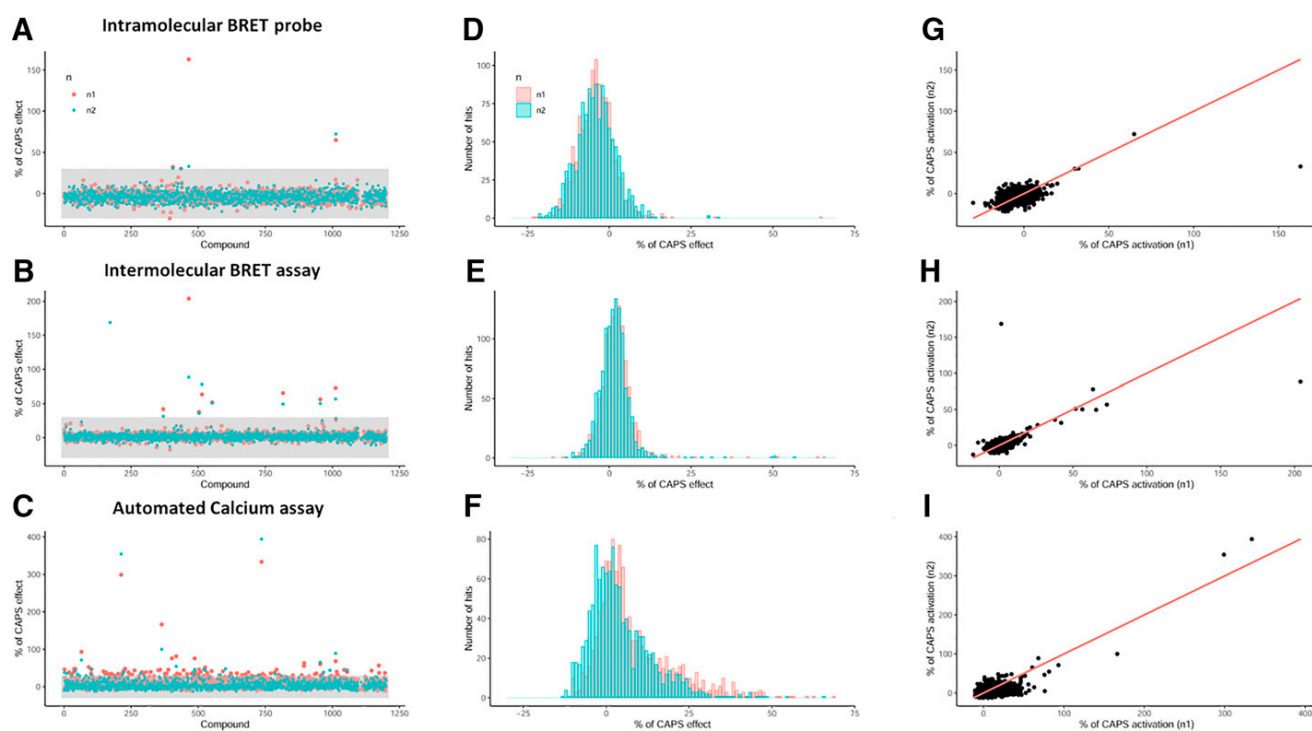 A
Intramolecular BRET probe
% of CAPS effect
150
100
50
0
n
n1
n2
0
250
500
750
1000
1250
Compound
D
Number of hits
100
75
50
25
0
n
n1
n2
-25
0
25
50
75
% of CAPS effect
G
% of CAPS activation (n2)
150
100
50
0
0
50
100
150
% of CAPS activation (n1)
B
Intermolecular BRET assay
% of CAPS effect
200
150
100
50
0
0
250
500
750
1000
1250
Compound
E
Number of hits
100
50
0
-25
0
25
50
75
% of CAPS effect
H
% of CAPS activation (n2)
200
150
100
50
0
0
50
100
150
200
% of CAPS activation (n1)
C
Automated Calcium assay
% of CAPS effect
400
300
200
100
0
0
250
500
750
1000
1250
Compound
F
Number of hits
80
60
40
20
0
-25
0
25
50
75
% of CAPS effect
I
% of CAPS activation (n2)
400
300
200
100
0
0
100
200
300
400
% of CAPS activation (n1)